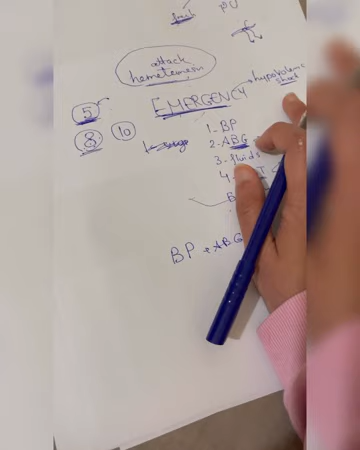 attack
hematemesis
hypovolemic
shock
EMERGENCY
5
8 10
1. BP
2. ABG
3. fluids
4.
BP + ABG